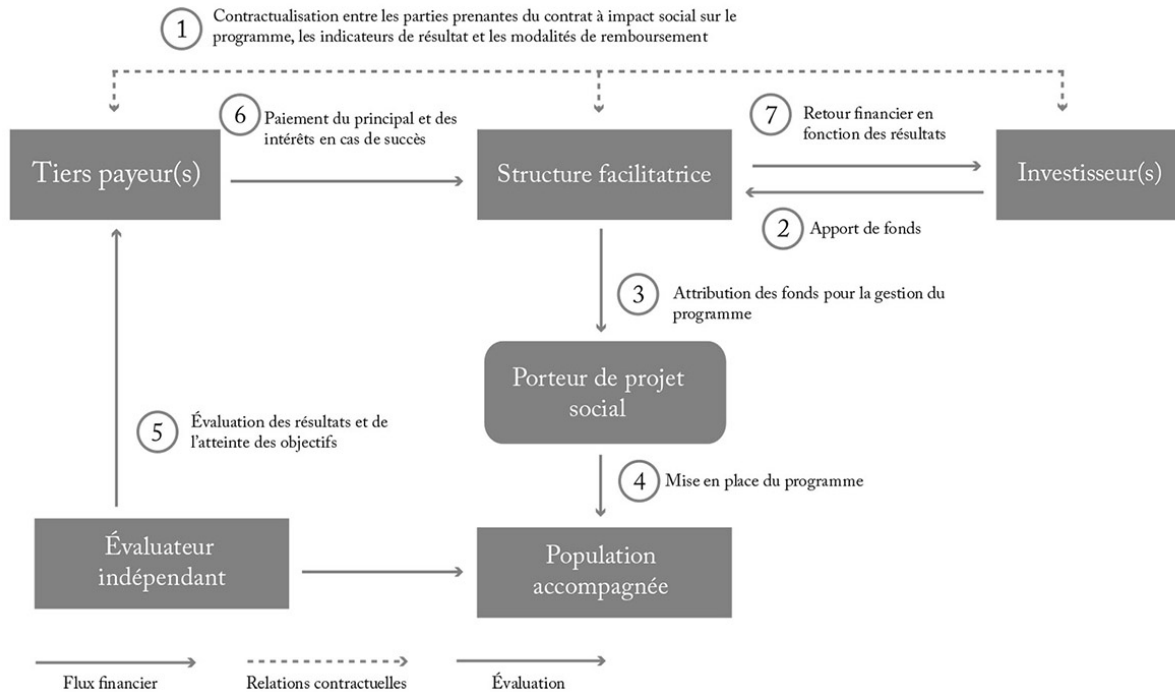 1
Contractualisation entre les parties prenantes du contrat à impact social sur le
programme, les indicateurs de résultat et les modalités de remboursement
6
Paiement du principal et des
intérêts en cas de succès
7
Retour financier en
fonction des résultats
Tiers payeur(s)
Structure facilitatrice
Investisseur(s)
2
Apport de fonds
3
Attribution des fonds pour la gestion du
programme
Porteur de projet
social
5
Évaluation des résultats et de
l'atteinte des objectifs
4
Mise en place du programme
Évaluateur
indépendant
Population
accompagnée
Flux financier
Relations contractuelles
Évaluation